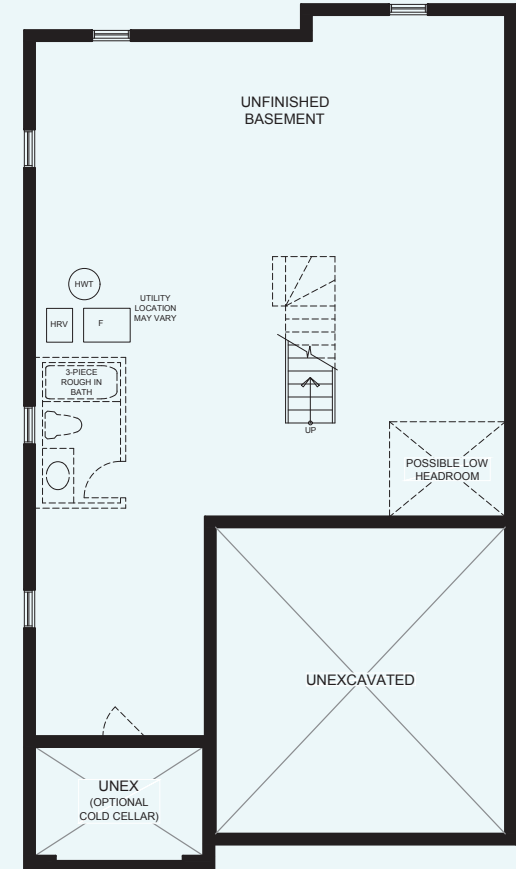 UNFINISHED
BASEMENT
HWT
UTILITY
LOCATION
MAY VARY
HRV
F
3-PIECE
ROUGH IN
BATH
UP
POSSIBLE LOW
HEADROOM
UNEXCAVATED
UNEX
(OPTIONAL
COLD CELLAR)